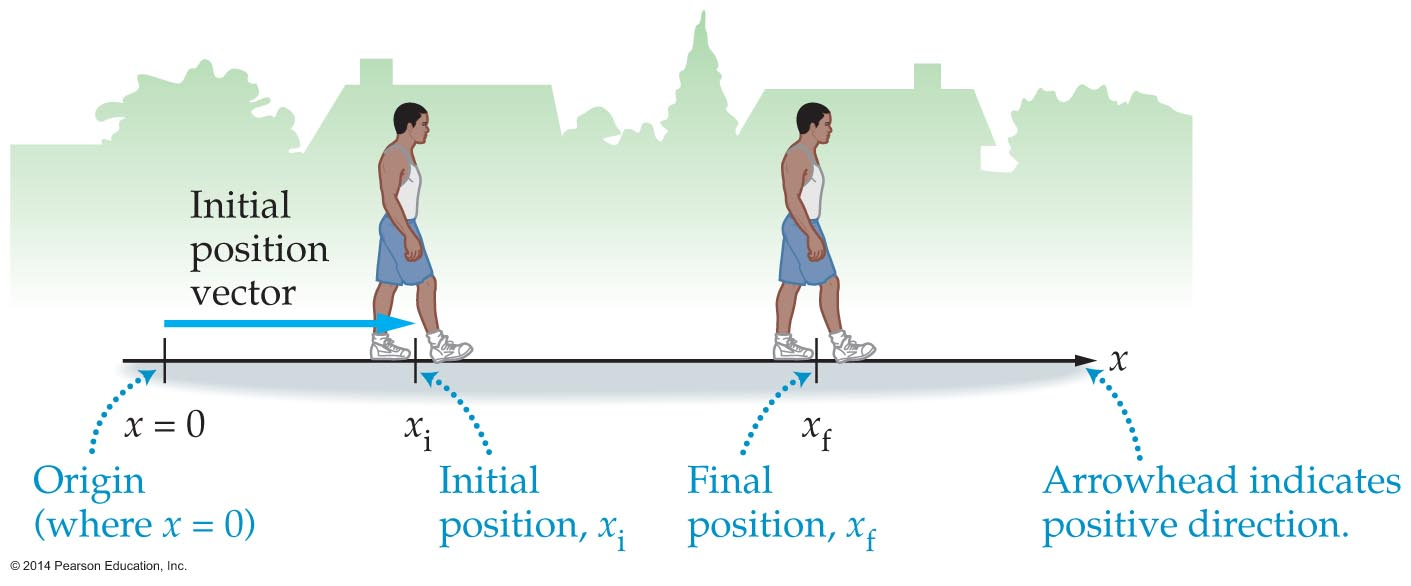 Initial
position
vector
x
x = 0
xi
xf
Origin
(where x = 0)
Initial
position, xi
Final
position, xf
Arrowhead indicates
positive direction.
© 2014 Pearson Education, Inc.